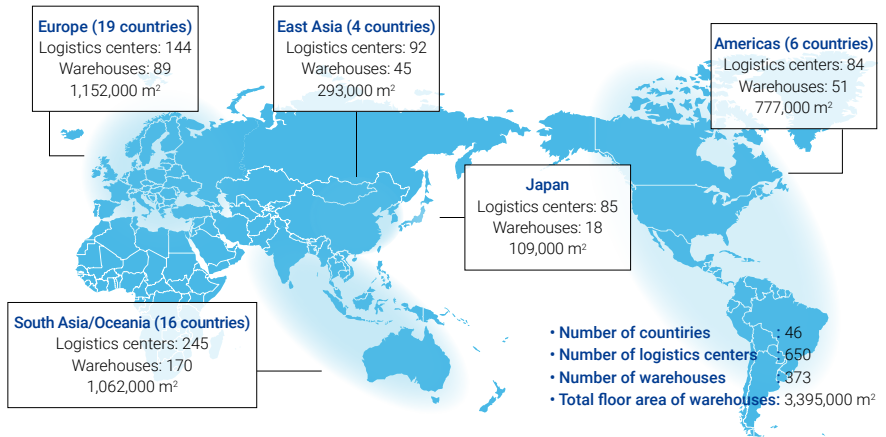 Europe (19 countries)
Logistics centers: 144
Warehouses: 89
1,152,000 m²
East Asia (4 countries)
Logistics centers: 92
Warehouses: 45
293,000 m²
Americas (6 countries)
Logistics centers: 84
Warehouses: 51
777,000 m²
Japan
Logistics centers: 85
Warehouses: 18
109,000 m²
South Asia/Oceania (16 countries)
Logistics centers: 245
Warehouses: 170
1,062,000 m²
• Number of countiries : 46
• Number of logistics centers : 650
• Number of warehouses : 373
• Total floor area of warehouses: 3,395,000 m²